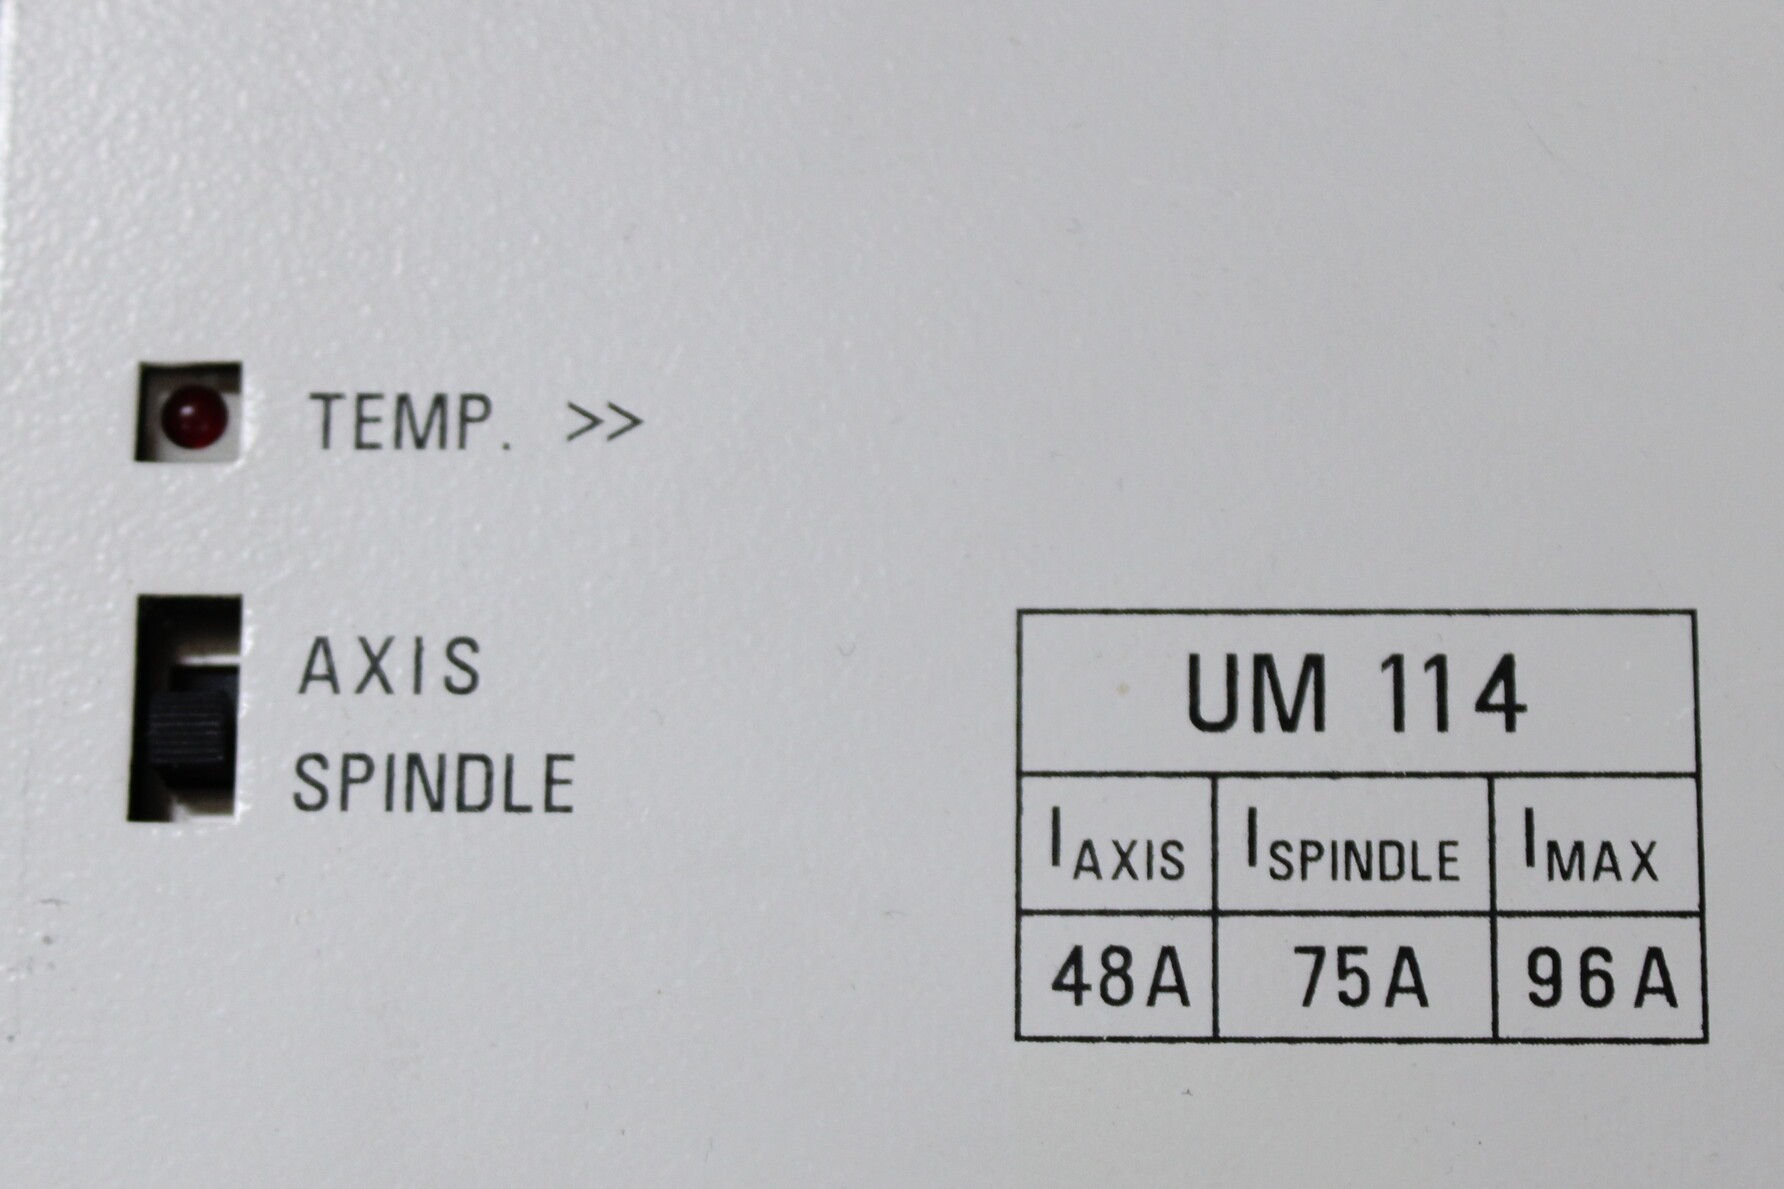 TEMP. >>
AXIS
SPINDLE
UM 114
IAXIS ISPINDLE IMAX
48A 75A 96A